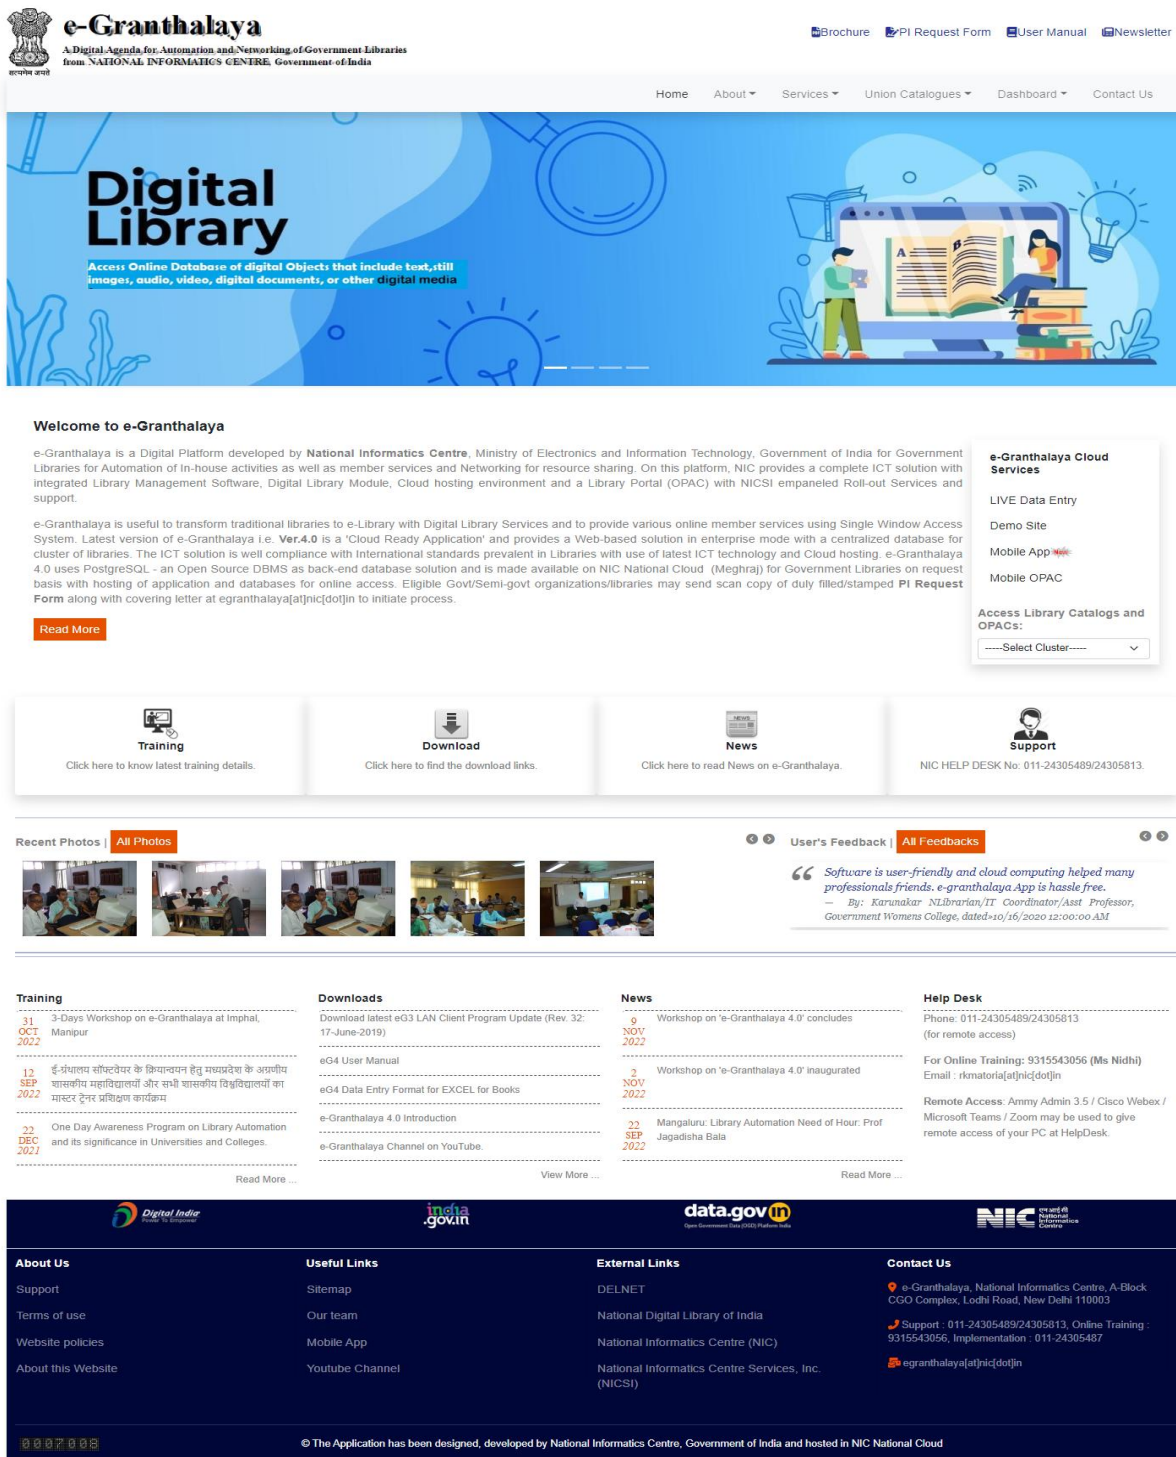 सत्यमेव जयते
e-Granthalaya
A Digital Agenda for Automation and Networking of Government Libraries
from NATIONAL INFORMATICS CENTRE, Government of India
Brochure PI Request Form User Manual Newsletter
Home About Services Union Catalogues Dashboard Contact Us
Digital
Library
Access Online Database of digital Objects that include text,still
images, audio, video, digital documents, or other digital media
A
B
Welcome to e-Granthalaya
e-Granthalaya is a Digital Platform developed by National Informatics Centre, Ministry of Electronics and Information Technology, Government of India for Government
Libraries for Automation of In-house activities as well as member services and Networking for resource sharing. On this platform, NIC provides a complete ICT solution with
integrated Library Management Software, Digital Library Module, Cloud hosting environment and a Library Portal (OPAC) with NICSI empaneled Roll-out Services and
support.
e-Granthalaya is useful to transform traditional libraries to e-Library with Digital Library Services and to provide various online member services using Single Window Access
System. Latest version of e-Granthalaya i.e. Ver.4.0 is a 'Cloud Ready Application' and provides a Web-based solution in enterprise mode with a centralized database for
cluster of libraries. The ICT solution is well compliance with International standards prevalent in Libraries with use of latest ICT technology and Cloud hosting. e-Granthalaya
4.0 uses PostgreSQL - an Open Source DBMS as back-end database solution and is made available on NIC National Cloud (Meghraj) for Government Libraries on request
basis with hosting of application and databases for online access. Eligible Govt/Semi-govt organizations/libraries may send scan copy of duly filled/stamped PI Request
Form along with covering letter at egranthalaya[at]nic[dot]in to initiate process.
Read More
e-Granthalaya Cloud
Services
LIVE Data Entry
Demo Site
Mobile App
Mobile OPAC
Access Library Catalogs and
OPACs:
-----Select Cluster-----
Training
Click here to know latest training details.
Download
Click here to find the download links.
NEWS
News
Click here to read News on e-Granthalaya.
Support
NIC HELP DESK No: 011-24305489/24305813.
Recent Photos | All Photos
User's Feedback | All Feedbacks
Software is user-friendly and cloud computing helped many
professionals friends. e-granthalaya App is hassle free.
— By: Karunakar NLibrarian/IT Coordinator/Asst Professor,
Government Womens College, dated»10/16/2020 12:00:00 AM
Training
31 OCT 2022
3-Days Workshop on e-Granthalaya at Imphal,
Manipur
12 SEP 2022
ई-ग्रंथालय सॉफ्टवेयर के क्रियान्वयन हेतु मध्यप्रदेश के अग्रणीय
शासकीय महाविद्यालयों और सभी शासकीय विश्वविद्यालयों का
मास्टर ट्रेनर प्रशिक्षण कार्यक्रम
22 DEC 2021
One Day Awareness Program on Library Automation
and its significance in Universities and Colleges.
Read More ...
Downloads
Download latest eG3 LAN Client Program Update (Rev. 32:
17-June-2019)
eG4 User Manual
eG4 Data Entry Format for EXCEL for Books
e-Granthalaya 4.0 Introduction
e-Granthalaya Channel on YouTube.
View More ...
News
9 NOV 2022
Workshop on 'e-Granthalaya 4.0' concludes
2 NOV 2022
Workshop on 'e-Granthalaya 4.0' inaugurated
22 SEP 2022
Mangaluru: Library Automation Need of Hour: Prof
Jagadisha Bala
Read More ...
Help Desk
Phone: 011-24305489/24305813
(for remote access)
For Online Training: 9315543056 (Ms Nidhi)
Email : rkmatoria[at]nic[dot]in
Remote Access: Ammy Admin 3.5 / Cisco Webex /
Microsoft Teams / Zoom may be used to give
remote access of your PC at HelpDesk.
Digital India
Power To Empower
india
.gov.in
data.gov in
Open Government Data (OGD) Platform India
NIC
एन आई सी
National
Informatics
Centre
About Us
Support
Terms of use
Website policies
About this Website
Useful Links
Sitemap
Our team
Mobile App
Youtube Channel
External Links
DELNET
National Digital Library of India
National Informatics Centre (NIC)
National Informatics Centre Services, Inc.
(NICSI)
Contact Us
e-Granthalaya, National Informatics Centre, A-Block
CGO Complex, Lodhi Road, New Delhi 110003
Support : 011-24305489/24305813, Online Training :
9315543056, Implementation : 011-24305487
egranthalaya[at]nic[dot]in
0007008
© The Application has been designed, developed by National Informatics Centre, Government of India and hosted in NIC National Cloud